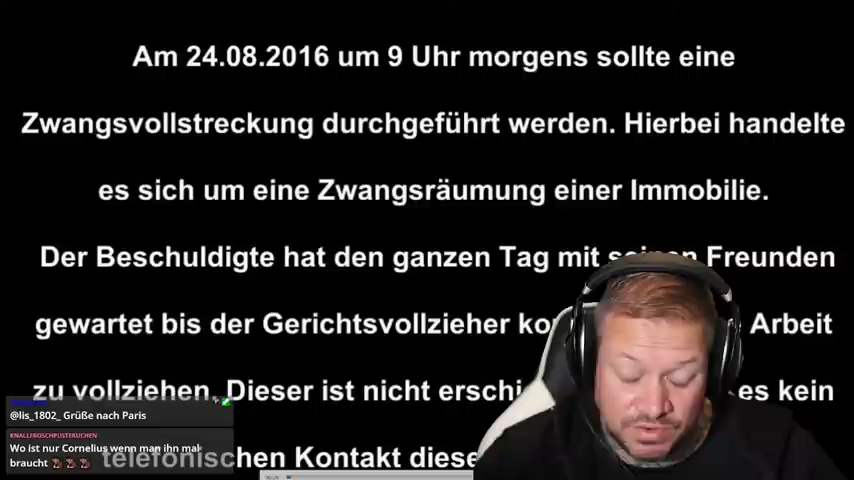 Am 24.08.2016 um 9 Uhr morgens sollte eine
Zwangsvollstreckung durchgeführt werden. Hierbei handelte
es sich um eine Zwangsräumung einer Immobilie.
Der Beschuldigte hat den ganzen Tag mit seinen Freunden
gewartet bis der Gerichtsvollzieher Arbeit
zu vollziehen. Dieser ist nicht es kein
telefonischen Kontakt
@lis_1802_ Grüße nach Paris
KNALLFROSCHPUSTEKUCHEN
Wo ist nur Cornelius wenn man ihn mal
braucht